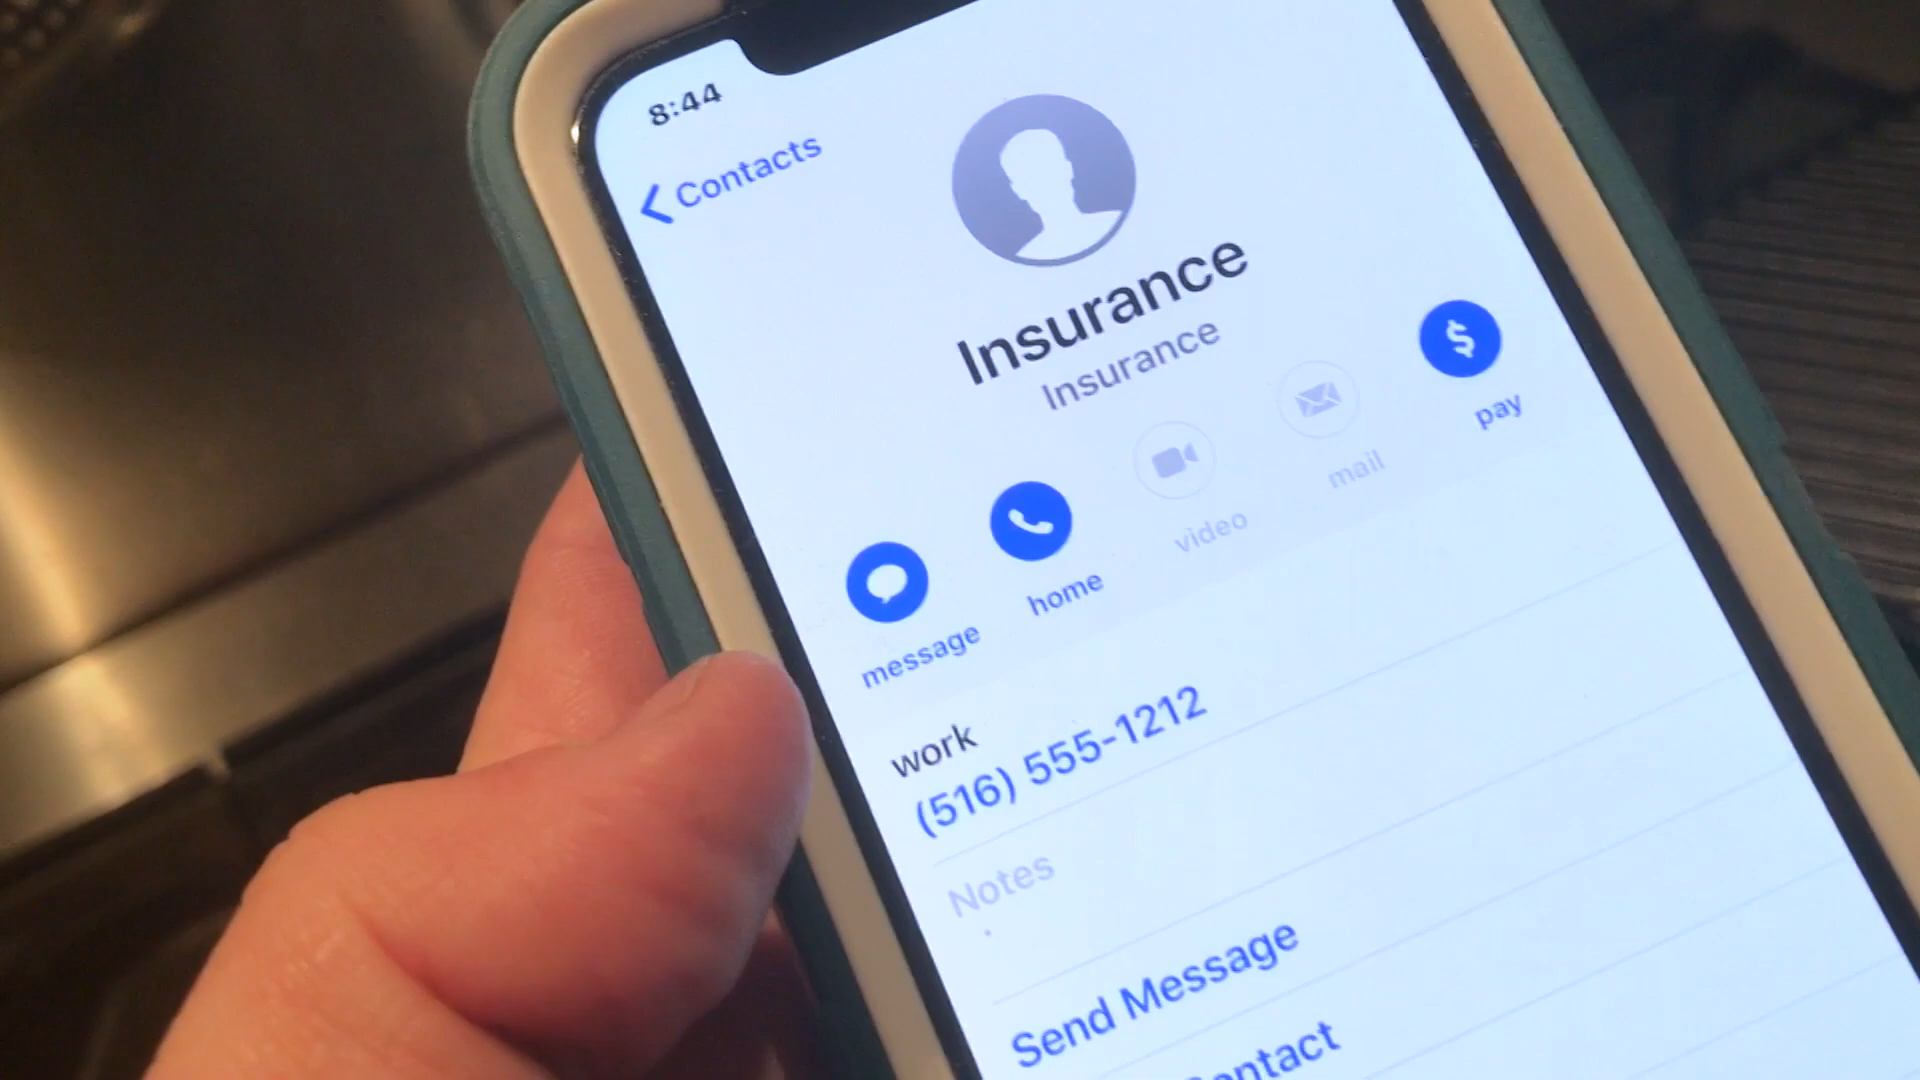 8:44
Contacts
Insurance
Insurance
message
home
video
mail
pay
work
(516) 555-1212
Notes
Send Message